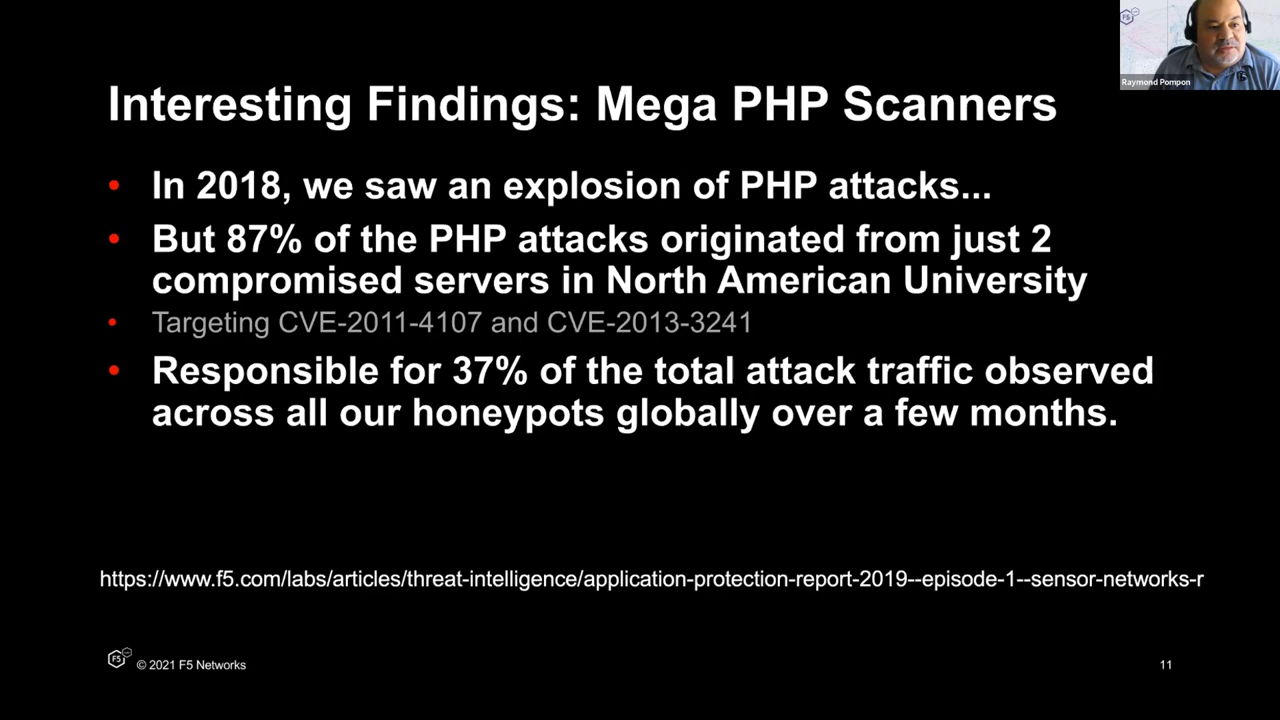 F5
Raymond Pompon
Interesting Findings: Mega PHP Scanners
• In 2018, we saw an explosion of PHP attacks...
• But 87% of the PHP attacks originated from just 2
compromised servers in North American University
• Targeting CVE-2011-4107 and CVE-2013-3241
• Responsible for 37% of the total attack traffic observed
across all our honeypots globally over a few months.
https://www.f5.com/labs/articles/threat-intelligence/application-protection-report-2019--episode-1--sensor-networks-r
F5
© 2021 F5 Networks
11